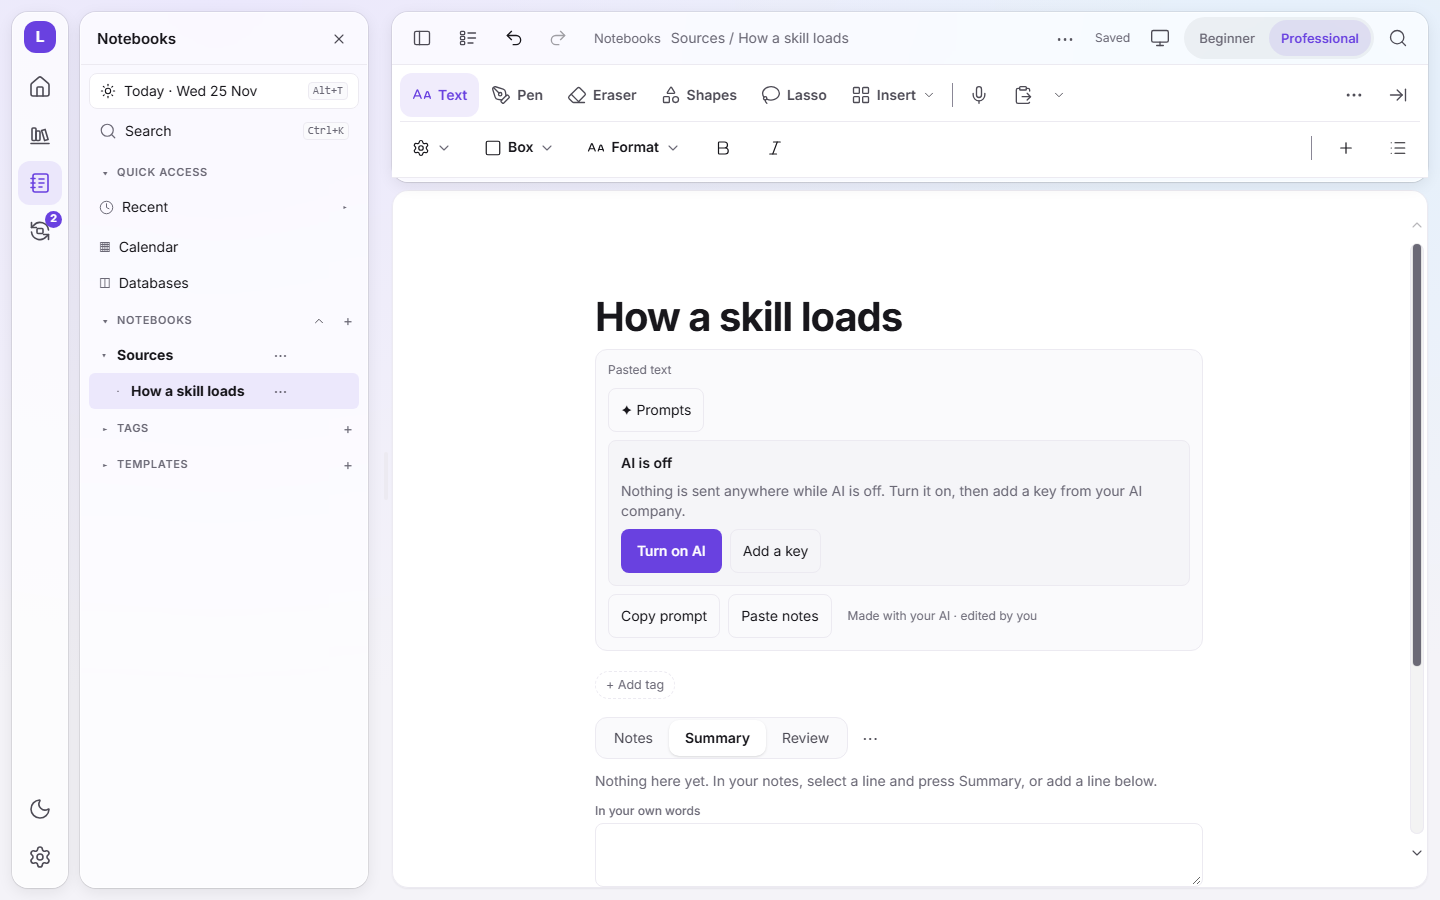 L
Notebooks
Today · Wed 25 Nov
Alt+T
Search
Ctrl+K
QUICK ACCESS
Recent
Calendar
Databases
NOTEBOOKS
Sources
How a skill loads
TAGS
TEMPLATES
2
Notebooks
Sources / How a skill loads
Saved
Beginner
Professional
Text
Pen
Eraser
Shapes
Lasso
Insert
Box
Format
B
I
How a skill loads
Pasted text
✦ Prompts
AI is off
Nothing is sent anywhere while AI is off. Turn it on, then add a key from your AI
company.
Turn on AI
Add a key
Copy prompt
Paste notes
Made with your AI · edited by you
+ Add tag
Notes
Summary
Review
Nothing here yet. In your notes, select a line and press Summary, or add a line below.
In your own words